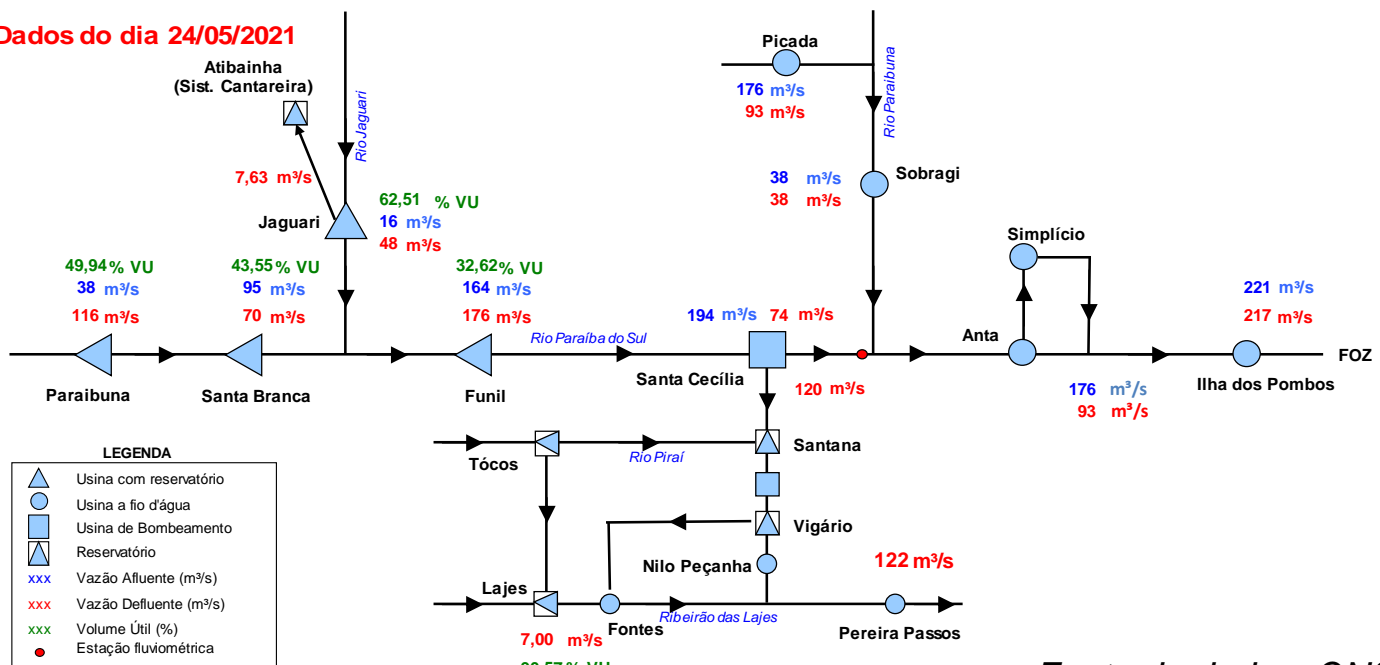 Dados do dia 24/05/2021
Atibainha
(Sist. Cantareira)
Rio Jaguari
7,63 m³/s
Jaguari
62,51 % VU
16 m³/s
48 m³/s
Picada
176 m³/s
93 m³/s
Rio Paraibuna
38 m³/s
38 m³/s
Sobragi
49,94% VU
38 m³/s
116 m³/s
Paraibuna
43,55% VU
95 m³/s
70 m³/s
Santa Branca
32,62% VU
164 m³/s
176 m³/s
Funil
Rio Paraíba do Sul
194 m³/s 74 m³/s
Santa Cecília
120 m³/s
Simplício
Anta
176 m³/s
93 m³/s
221 m³/s
217 m³/s
Ilha dos Pombos
FOZ
Tócos
Rio Piraí
Santana
Vigário
Nilo Peçanha
122 m³/s
Lajes
Fontes
Ribeirão das Lajes
Pereira Passos
7,00 m³/s
LEGENDA
Usina com reservatório
Usina a fio d'água
Usina de Bombeamento
Reservatório
xxx Vazão Afluente (m³/s)
xxx Vazão Defluente (m³/s)
xxx Volume Útil (%)
Estação fluviométrica